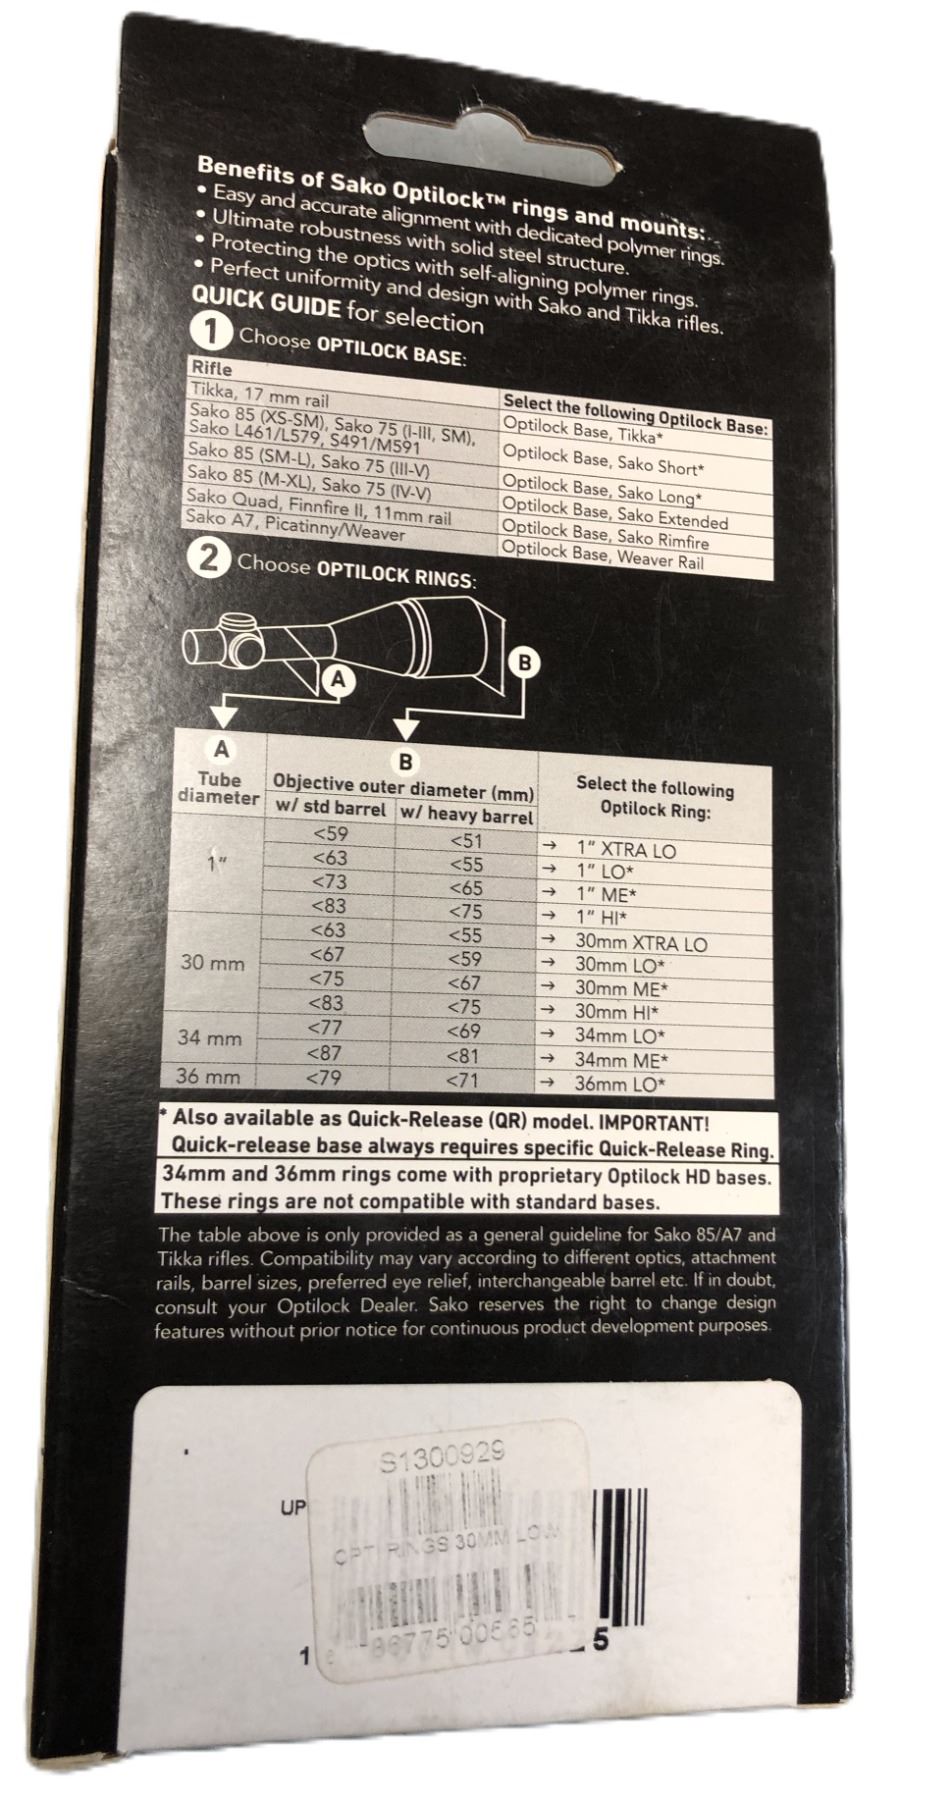 Benefits of Sako Optilock™ rings and mounts:
• Easy and accurate alignment with dedicated polymer rings.
• Ultimate robustness with solid steel structure.
• Protecting the optics with self-aligning polymer rings.
• Perfect uniformity and design with Sako and Tikka rifles.
QUICK GUIDE for selection
1 Choose OPTILOCK BASE:
Rifle Select the following Optilock Base:
Tikka, 17 mm rail Optilock Base, Tikka*
Sako 85 (XS-SM), Sako 75 (I-III, SM),
Sako L461/L579, S491/M591 Optilock Base, Sako Short*
Sako 85 (SM-L), Sako 75 (III-V) Optilock Base, Sako Long*
Sako 85 (M-XL), Sako 75 (IV-V) Optilock Base, Sako Extended
Sako Quad, Finnfire II, 11mm rail Optilock Base, Sako Rimfire
Sako A7, Picatinny/Weaver Optilock Base, Weaver Rail
2 Choose OPTILOCK RINGS:
A B
A B
Tube diameter Objective outer diameter (mm) Select the following Optilock Ring:
w/ std barrel w/ heavy barrel
1" <59 <51 → 1" XTRA LO
<63 <55 → 1" LO*
<73 <65 → 1" ME*
<83 <75 → 1" HI*
30 mm <63 <55 → 30mm XTRA LO
<67 <59 → 30mm LO*
<75 <67 → 30mm ME*
<83 <75 → 30mm HI*
34 mm <77 <69 → 34mm LO*
<87 <81 → 34mm ME*
36 mm <79 <71 → 36mm LO*
* Also available as Quick-Release (QR) model. IMPORTANT!
Quick-release base always requires specific Quick-Release Ring.
34mm and 36mm rings come with proprietary Optilock HD bases.
These rings are not compatible with standard bases.
The table above is only provided as a general guideline for Sako 85/A7 and
Tikka rifles. Compatibility may vary according to different optics, attachment
rails, barrel sizes, preferred eye relief, interchangeable barrel etc. If in doubt,
consult your Optilock Dealer. Sako reserves the right to change design
features without prior notice for continuous product development purposes.
S1300929
UP
RINGS 30MM LOW
1 5